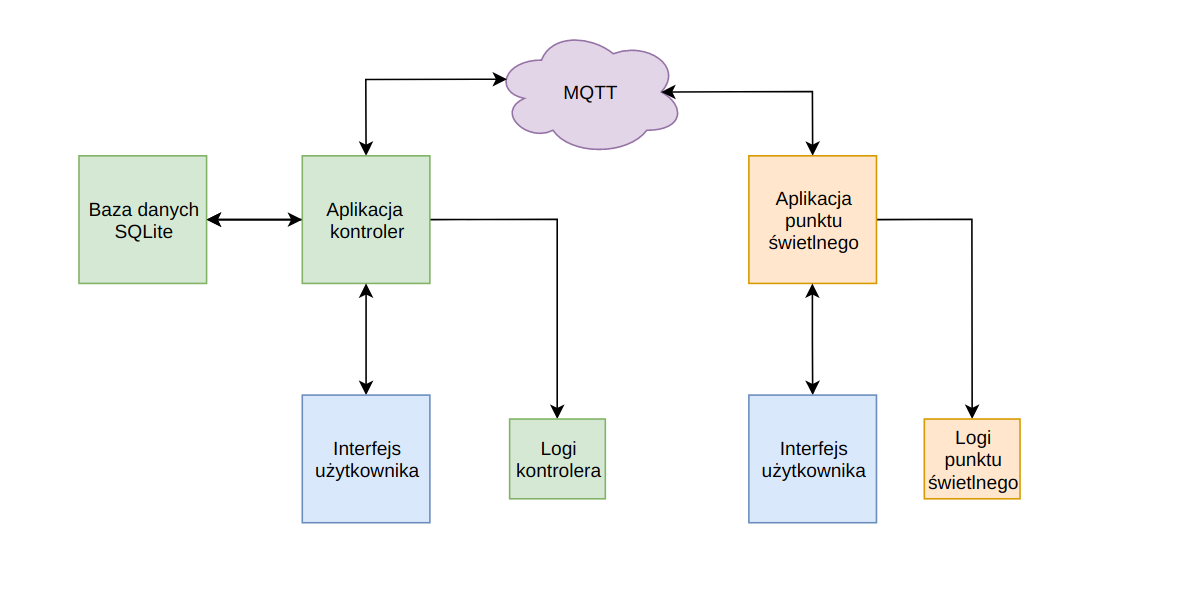 MQTT
Baza danych
SQLite
Aplikacja
kontroler
Aplikacja
punktu
świetlnego
Interfejs
użytkownika
Logi
kontrolera
Interfejs
użytkownika
Logi
punktu
świetlnego